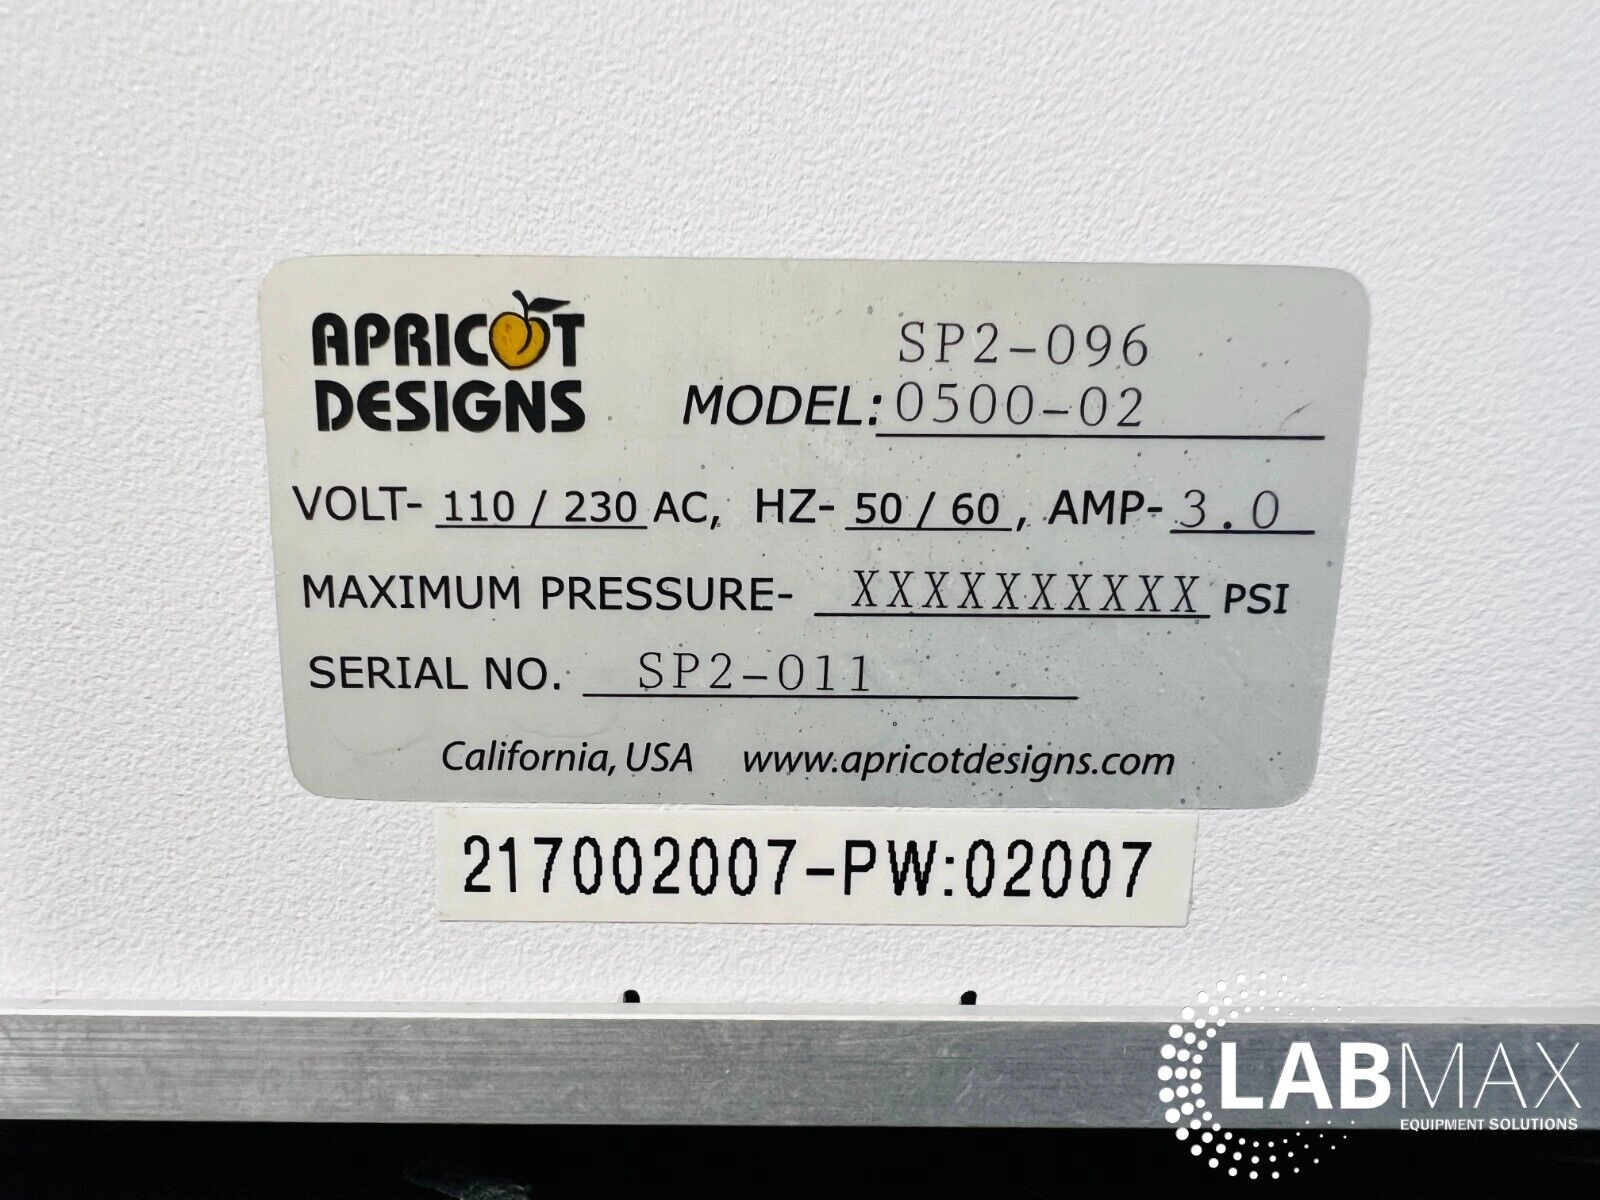 APRICOT
DESIGNS
SP2-096
MODEL: 0500-02
VOLT- 110 / 230 AC, HZ- 50 / 60, AMP- 3.0
MAXIMUM PRESSURE- XXXXXXXXXX PSI
SERIAL NO. SP2-011
California, USA www.apricotdesigns.com
217002007-PW:02007
LABMAX
EQUIPMENT SOLUTIONS